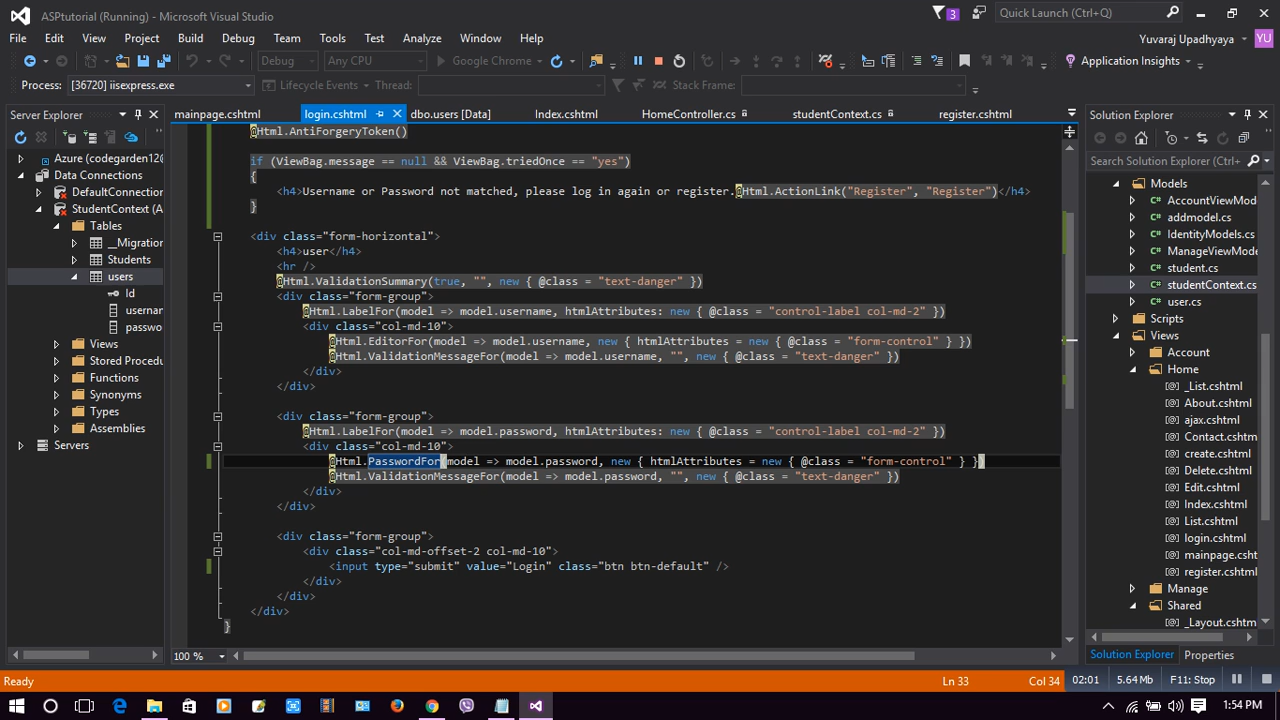 ASPtutorial (Running) - Microsoft Visual Studio
3
Quick Launch (Ctrl+Q)
File Edit View Project Build Debug Team Tools Test Analyze Window Help
Yuvaraj Upadhyaya YU
Debug Any CPU Google Chrome Application Insights
Process: [36720] iisexpress.exe Lifecycle Events Thread: Stack Frame:
Server Explorer
Azure (codegarden12@
Data Connections
DefaultConnection
StudentContext (A
Tables
__Migration
Students
users
Id
usernar
passwo
Views
Stored Procedu
Functions
Synonyms
Types
Assemblies
Servers
mainpage.cshtml login.cshtml dbo.users [Data] Index.cshtml HomeController.cs studentContext.cs register.cshtml
@Html.AntiForgeryToken()
if (ViewBag.message == null && ViewBag.triedOnce == "yes")
{
<h4>Username or Password not matched, please log in again or register.@Html.ActionLink("Register", "Register")</h4>
}
<div class="form-horizontal">
<h4>user</h4>
<hr />
@Html.ValidationSummary(true, "", new { @class = "text-danger" })
<div class="form-group">
@Html.LabelFor(model => model.username, htmlAttributes: new { @class = "control-label col-md-2" })
<div class="col-md-10">
@Html.EditorFor(model => model.username, new { htmlAttributes = new { @class = "form-control" } })
@Html.ValidationMessageFor(model => model.username, "", new { @class = "text-danger" })
</div>
</div>
<div class="form-group">
@Html.LabelFor(model => model.password, htmlAttributes: new { @class = "control-label col-md-2" })
<div class="col-md-10">
@Html.PasswordFor(model => model.password, new { htmlAttributes = new { @class = "form-control" } })
@Html.ValidationMessageFor(model => model.password, "", new { @class = "text-danger" })
</div>
</div>
<div class="form-group">
<div class="col-md-offset-2 col-md-10">
<input type="submit" value="Login" class="btn btn-default" />
</div>
</div>
</div>
}
100 %
Solution Explorer
Search Solution Explorer
Models
AccountViewMod
addmodel.cs
IdentityModels.cs
ManageViewMode
student.cs
studentContext.cs
user.cs
Scripts
Views
Account
Home
_List.cshtml
About.cshtml
ajax.cshtml
create.cshtml
Delete.cshtml
Edit.cshtml
Index.cshtml
List.cshtml
login.cshtml
mainpage.cshtml
register.cshtml
Manage
Shared
_Layout.cshtm
Solution Explorer Properties
Ready Ln 33 Col 34 02:01 5.64 Mb F11: Stop
1:54 PM